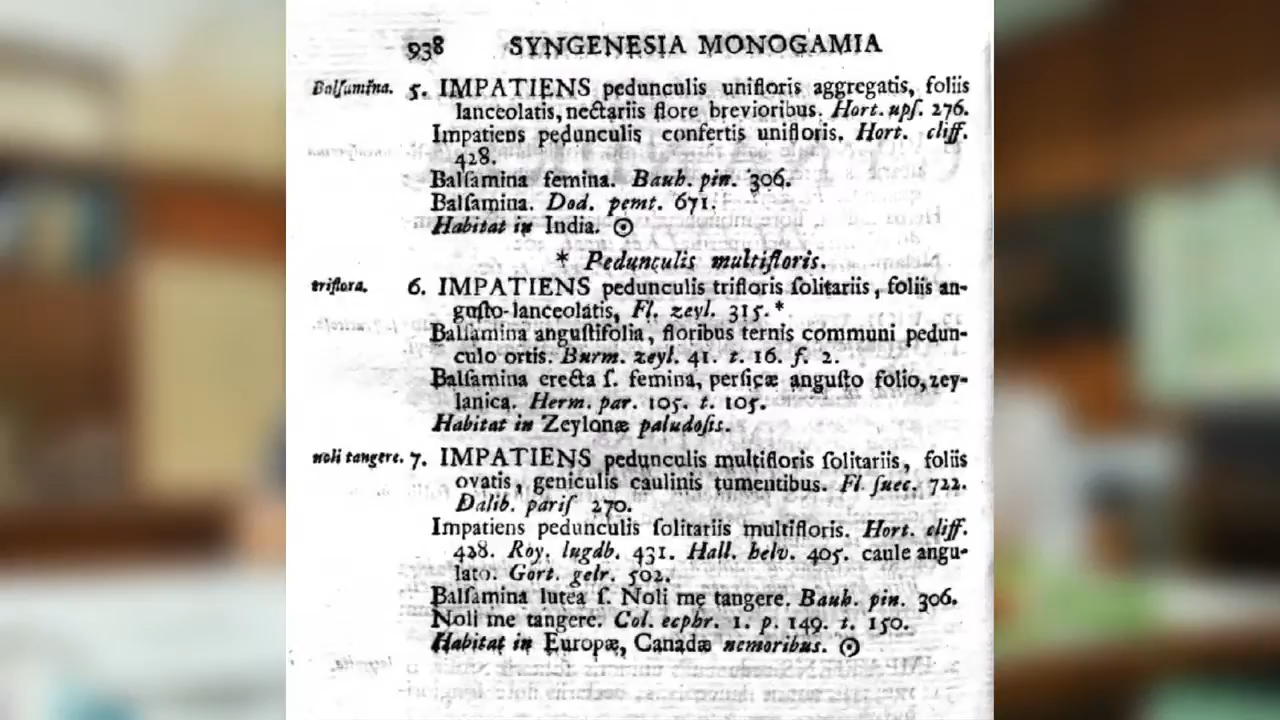 938 SYNGENESIA MONOGAMIA
Balſamina. 5. IMPATIENS pedunculis unifloris aggregatis, foliis
lanceolatis, nectariis flore brevioribus. Hort. upſ. 276.
Impatiens pedunculis confertis unifloris. Hort. cliff.
428.
Balſamina femina. Bauh. pin. 306.
Balſamina. Dod. pemt. 671.
Habitat in India. ☉
* Pedunculis multifloris.
triflora. 6. IMPATIENS pedunculis trifloris ſolitariis, foliis an-
guſto-lanceolatis, Fl. zeyl. 315.*
Balſamina anguſtifolia, floribus ternis communi pedun-
culo ortis. Burm. zeyl. 41. t. 16. f. 2.
Balſamina erecta ſ. femina, perſicæ anguſto folio, zey-
lanica. Herm. par. 105. t. 105.
Habitat in Zeylonæ paludoſis.
noli tangere. 7. IMPATIENS pedunculis multifloris ſolitariis, foliis
ovatis, geniculis caulinis tumentibus. Fl. ſuec. 722.
Dalib. pariſ 270.
Impatiens pedunculis ſolitariis multifloris. Hort. cliff.
428. Roy. lugdb. 431. Hall. helv. 405. caule angu-
lato. Gort. gelr. 502.
Balſamina lutea ſ. Noli me tangere. Bauh. pin. 306.
Noli me tangere. Col. ecphr. 1. p. 149. t. 150.
Habitat in Europæ, Canadæ nemoribus. ☉